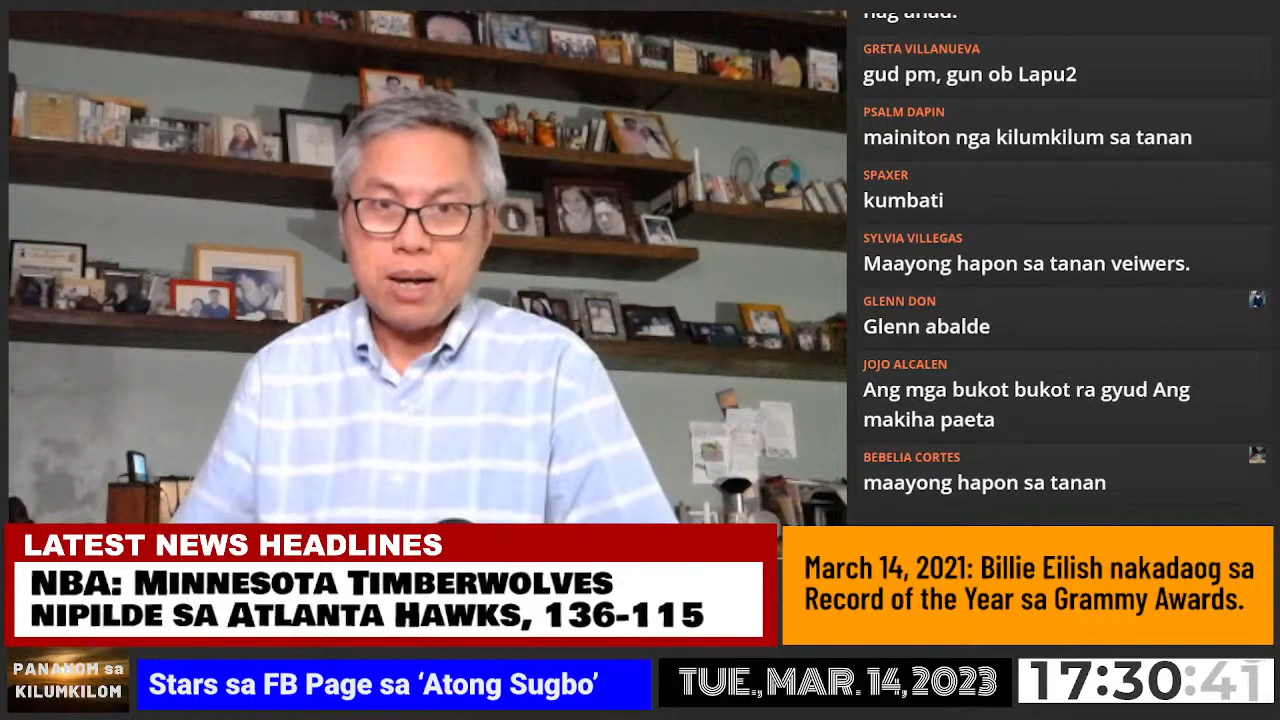 nag ahad.
GRETA VILLANUEVA
gud pm, gun ob Lapu2
PSALM DAPIN
mainiton nga kilumkilum sa tanan
SPAXER
kumbati
SYLVIA VILLEGAS
Maayong hapon sa tanan veiwers.
GLENN DON
Glenn abalde
JOJO ALCALEN
Ang mga bukot bukot ra gyud Ang
makiha paeta
BEBELIA CORTES
maayong hapon sa tanan
LATEST NEWS HEADLINES
NBA: MINNESOTA TIMBERWOLVES
NIPILDE SA ATLANTA HAWKS, 136-115
March 14, 2021: Billie Eilish nakadaog sa
Record of the Year sa Grammy Awards.
PANAHOM sa
KILUMKILOM
Stars sa FB Page sa ‘Atong Sugbo’
TUE., MAR. 14, 2023
17:30:41